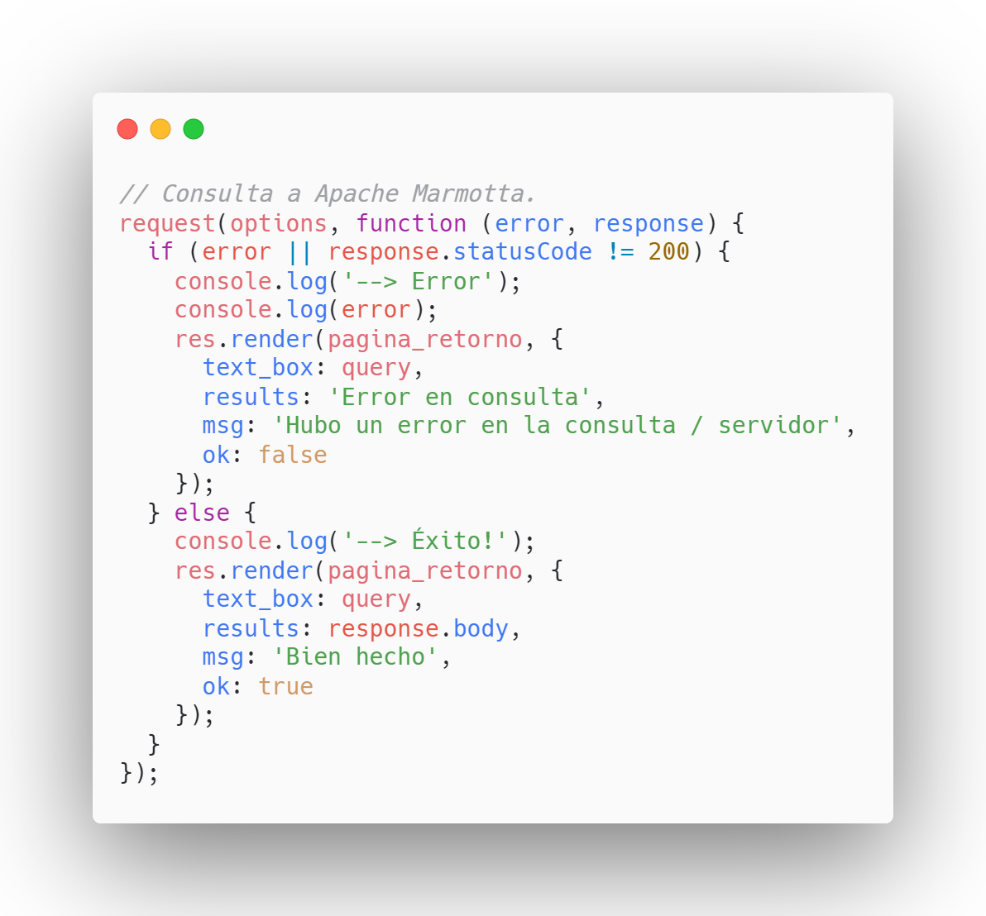 // Consulta a Apache Marmotta.
request(options, function (error, response) {
  if (error || response.statusCode != 200) {
    console.log('--> Error');
    console.log(error);
    res.render(pagina_retorno, {
      text_box: query,
      results: 'Error en consulta',
      msg: 'Hubo un error en la consulta / servidor',
      ok: false
    });
  } else {
    console.log('--> Éxito!');
    res.render(pagina_retorno, {
      text_box: query,
      results: response.body,
      msg: 'Bien hecho',
      ok: true
    });
  }
});